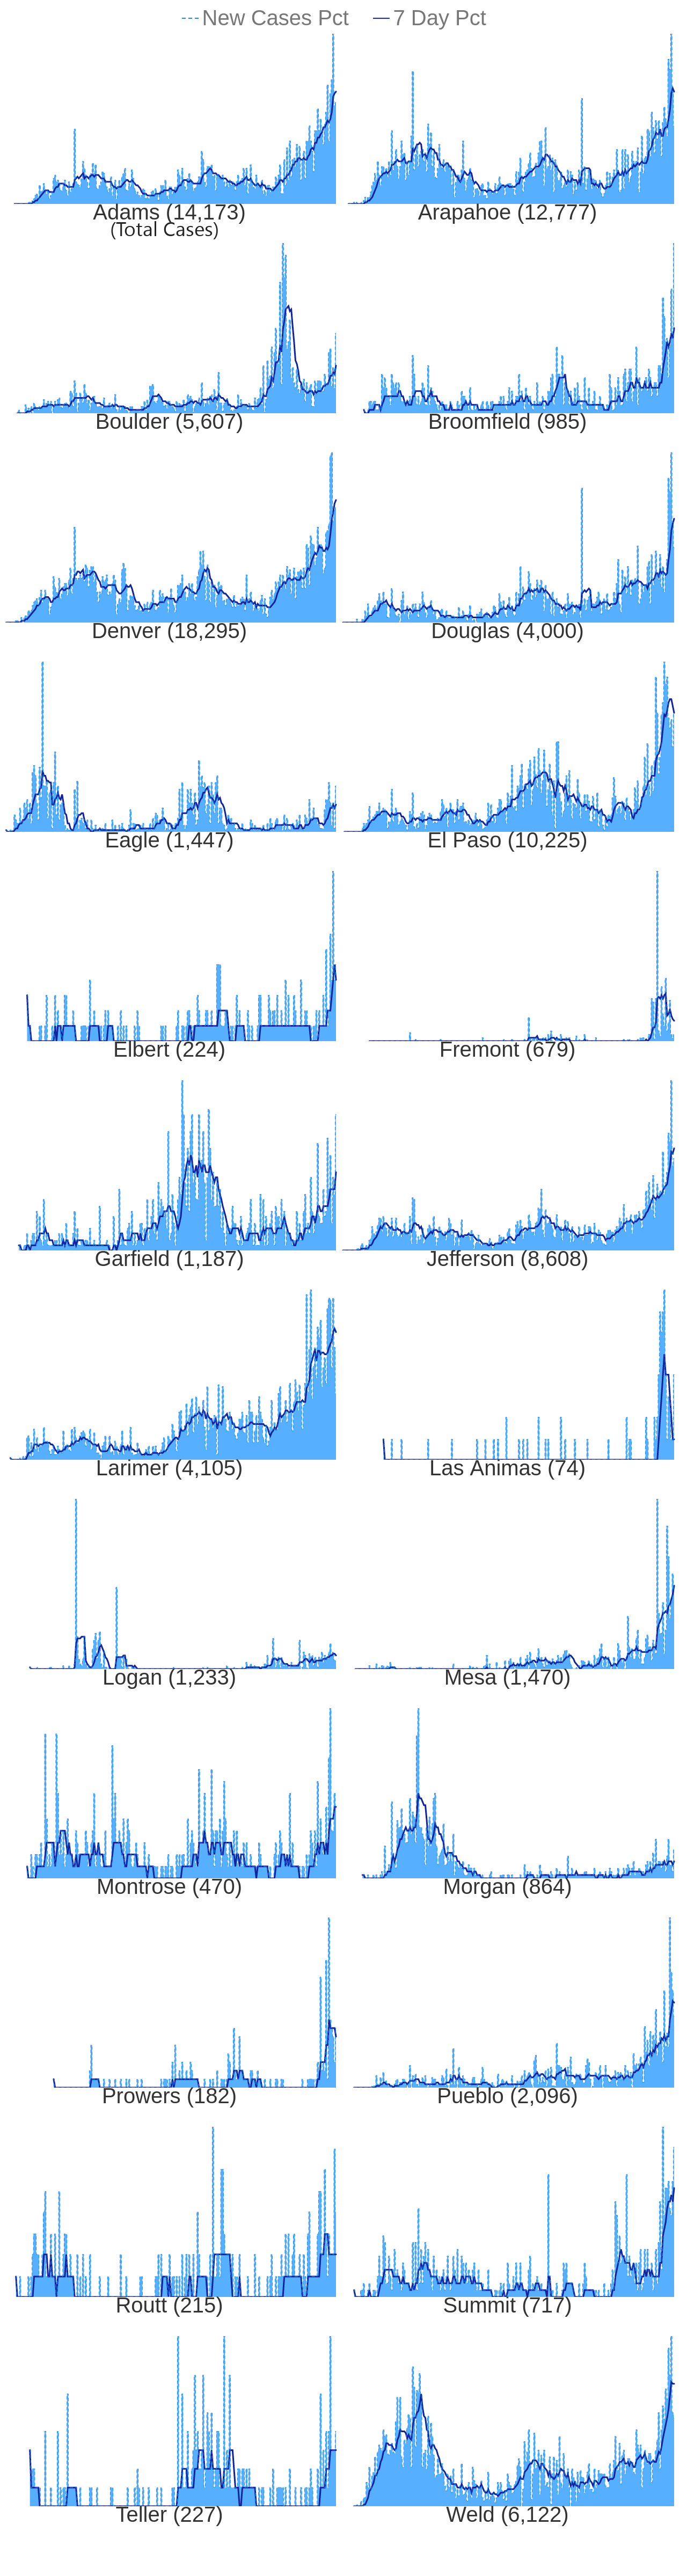 New Cases Pct 7 Day Pct
Adams (14,173) Arapahoe (12,777)
(Total Cases)
Boulder (5,607) Broomfield (985)
Denver (18,295) Douglas (4,000)
Eagle (1,447) El Paso (10,225)
Elbert (224) Fremont (679)
Garfield (1,187) Jefferson (8,608)
Larimer (4,105) Las Animas (74)
Logan (1,233) Mesa (1,470)
Montrose (470) Morgan (864)
Prowers (182) Pueblo (2,096)
Routt (215) Summit (717)
Teller (227) Weld (6,122)